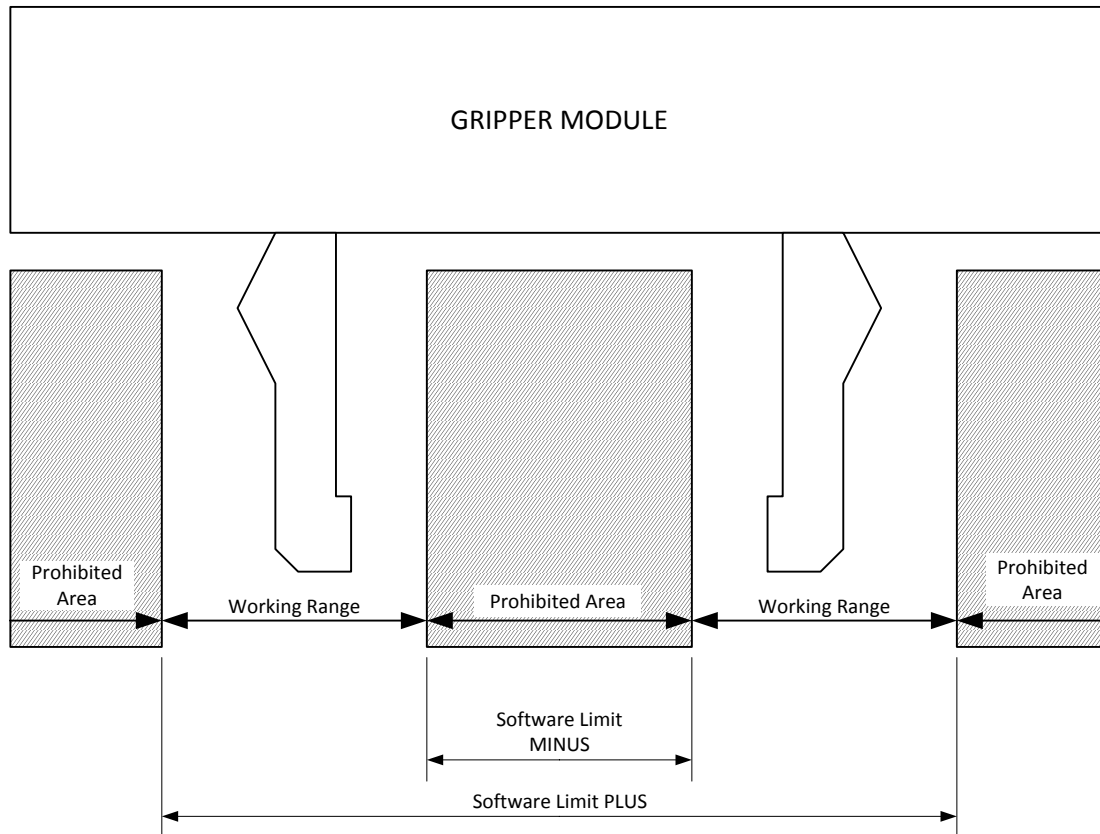 GRIPPER MODULE
Prohibited
Area
Working Range
Prohibited Area
Working Range
Prohibited
Area
Software Limit
MINUS
Software Limit PLUS